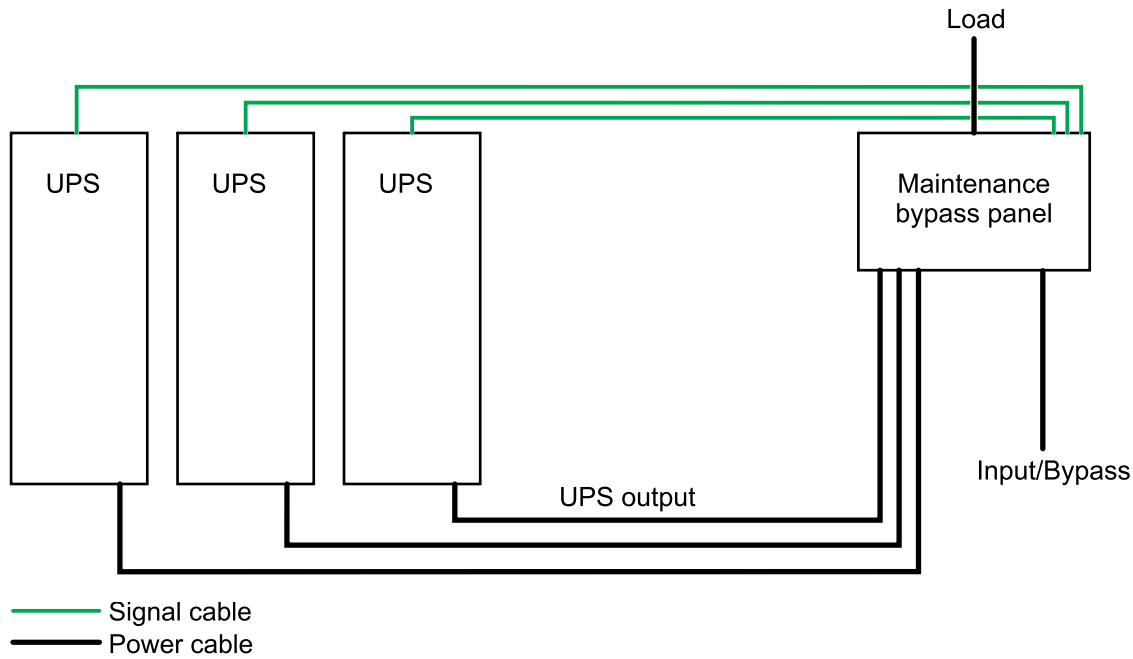 Load
UPS
UPS
UPS
Maintenance
bypass panel
Input/Bypass
UPS output
Signal cable
Power cable